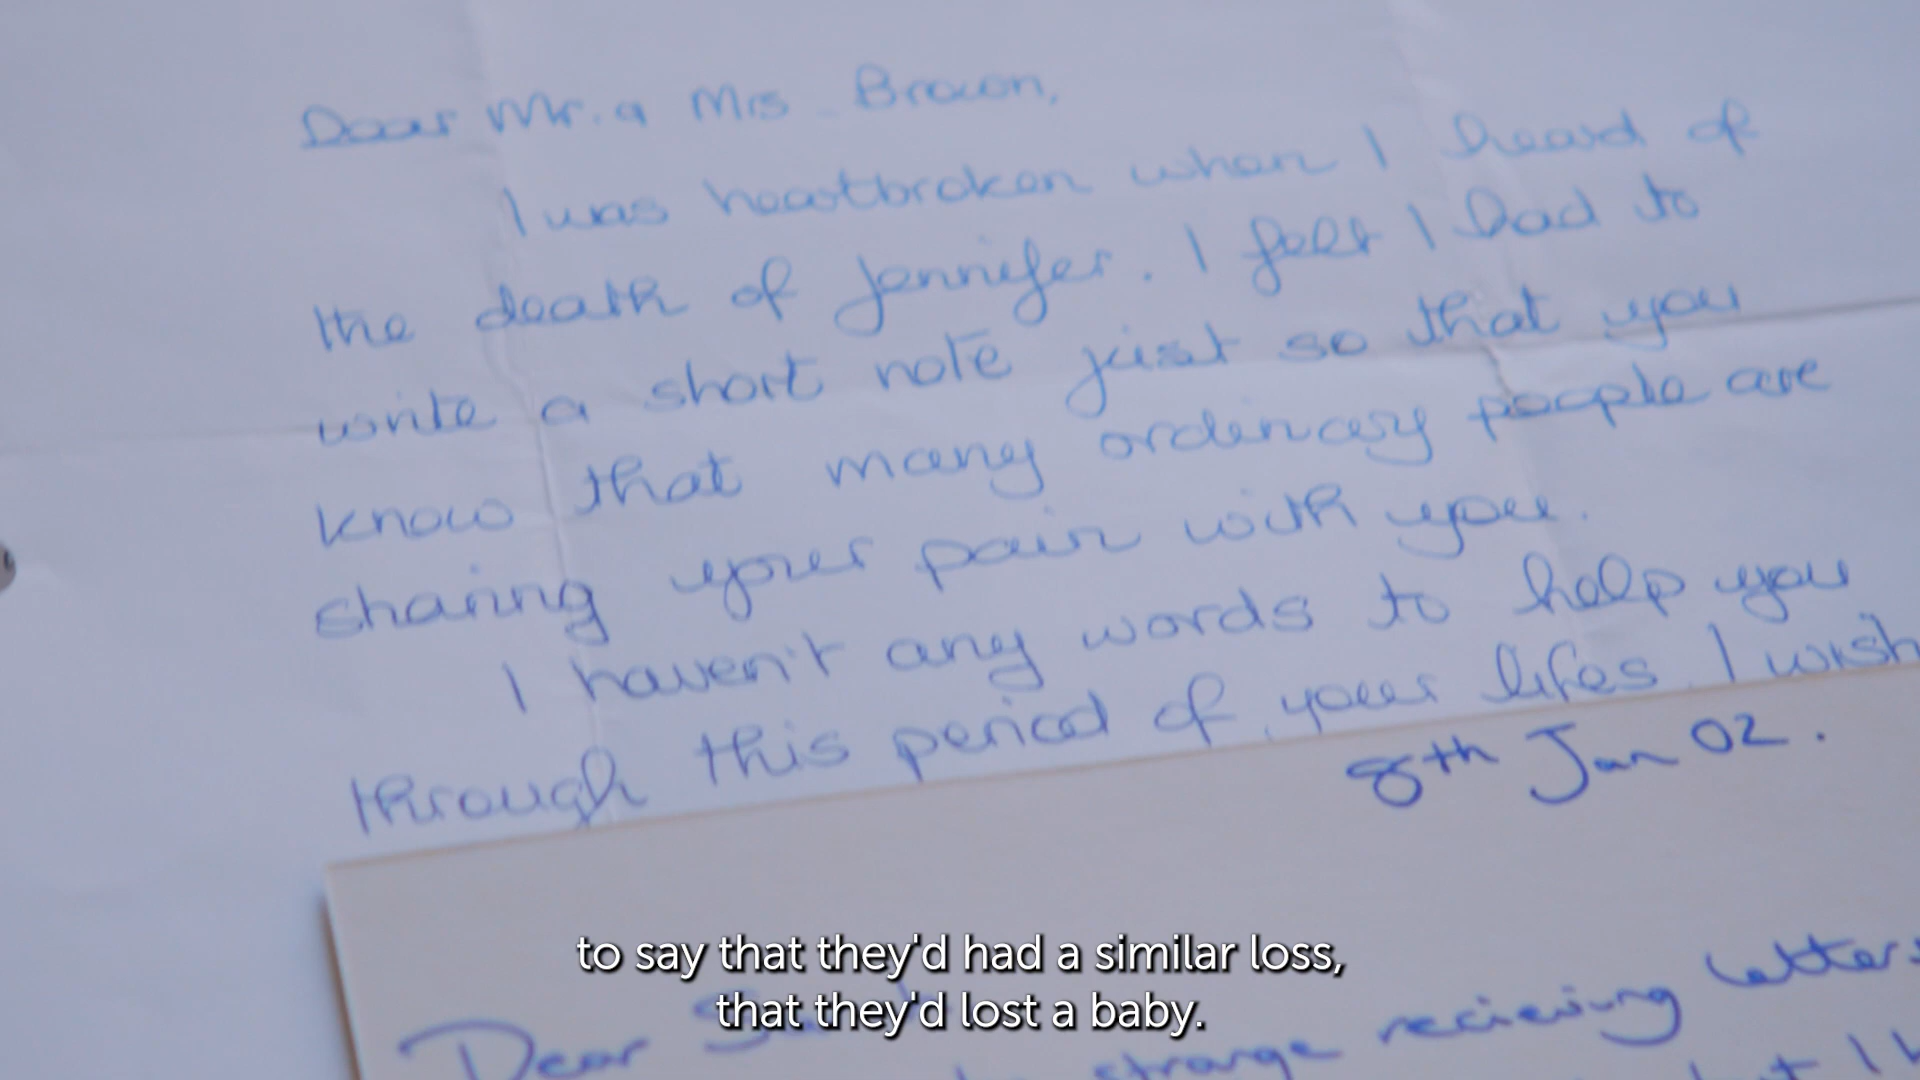 Dear Mr. & Mrs Brown,
I was heartbroken when I heard of
the death of Jennifer. I felt I had to
write a short note just so that you
know that many ordinary people are
sharing your pain with you.
I haven't any words to help you
through this period of your lifes I wish
8th Jan 02.
to say that they'd had a similar loss,
that they'd lost a baby.
Dear
strange recieving letters